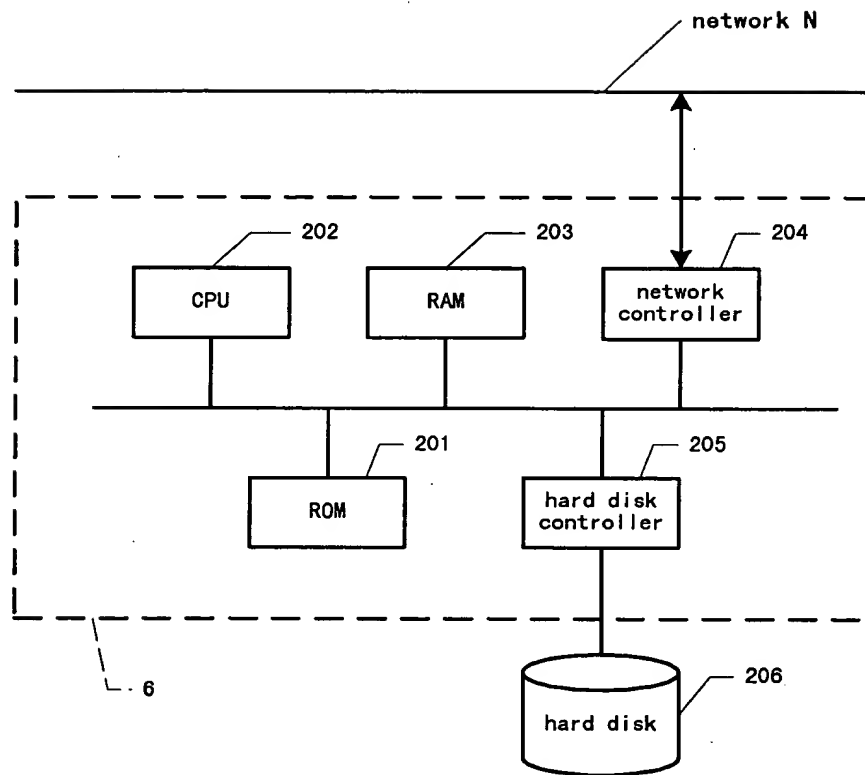 network N
202
203
204
CPU
RAM
network
controller
201
205
ROM
hard disk
controller
6
206
hard disk